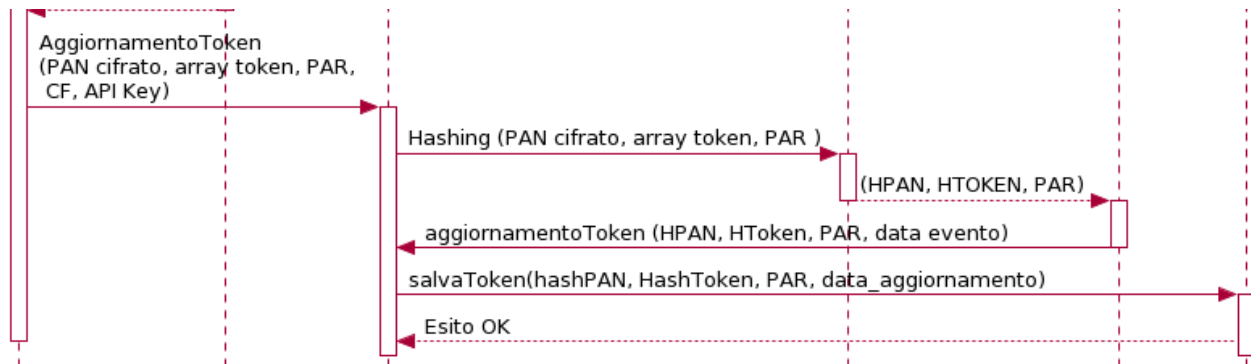 AggiornamentoToken
(PAN cifrato, array token, PAR,
CF, API Key)
Hashing (PAN cifrato, array token, PAR )
(HPAN, HTOKEN, PAR)
aggiornamentoToken (HPAN, HToken, PAR, data evento)
salvaToken(hashPAN, HashToken, PAR, data_aggiornamento)
Esito OK